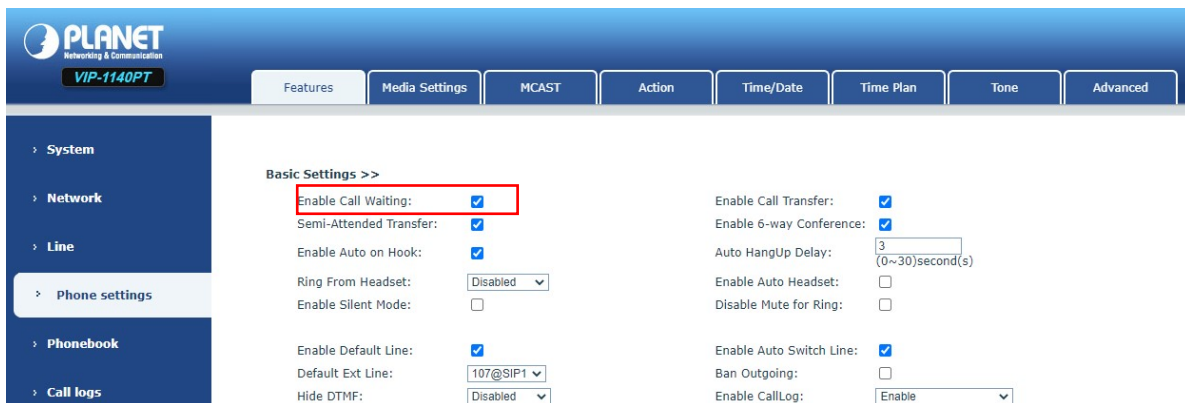 PLANET
Networking & Communication
VIP-1140PT
Features Media Settings MCAST Action Time/Date Time Plan Tone Advanced
› System
› Network
› Line
› Phone settings
› Phonebook
› Call logs
Basic Settings >>
Enable Call Waiting: Enable Call Transfer:
Semi-Attended Transfer: Enable 6-way Conference:
Enable Auto on Hook: Auto HangUp Delay: 3
(0~30)second(s)
Ring From Headset: Disabled Enable Auto Headset:
Enable Silent Mode: Disable Mute for Ring:
Enable Default Line: Enable Auto Switch Line:
Default Ext Line: 107@SIP1 Ban Outgoing:
Hide DTMF: Disabled Enable CallLog: Enable